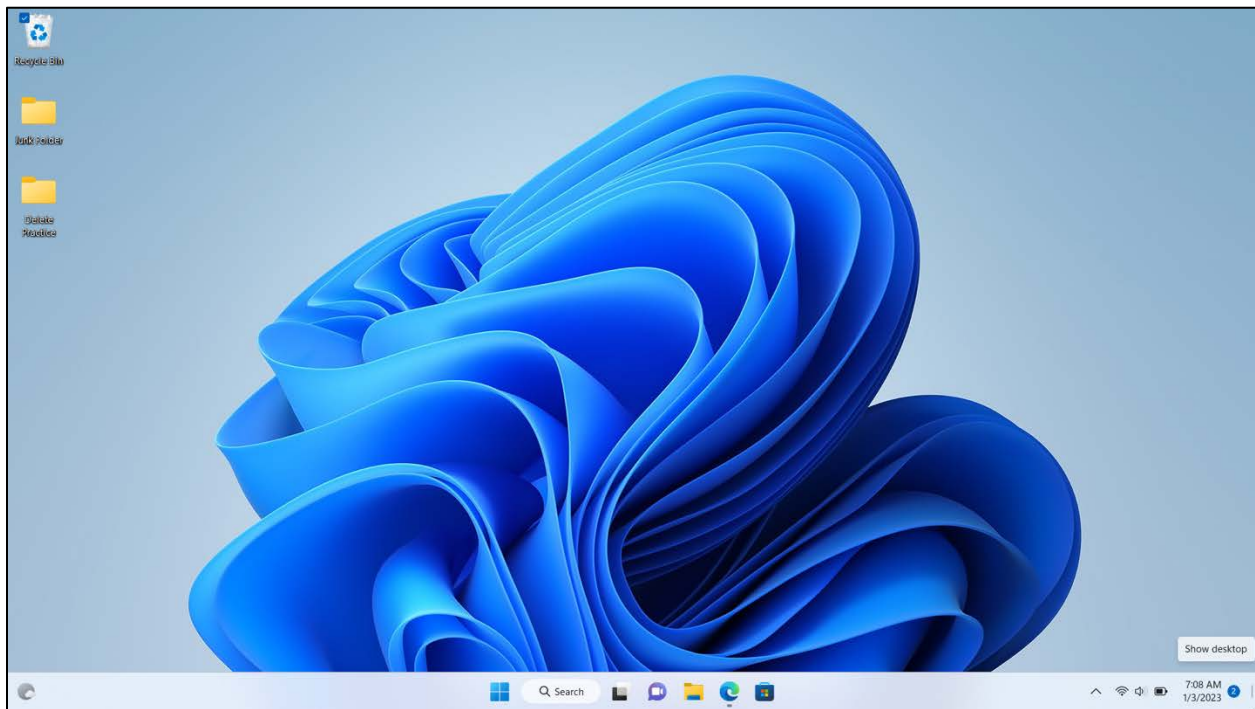 Recycle Bin
Junk Folder
Delete
Practice
Show desktop
Search
7:08 AM
1/3/2023
2